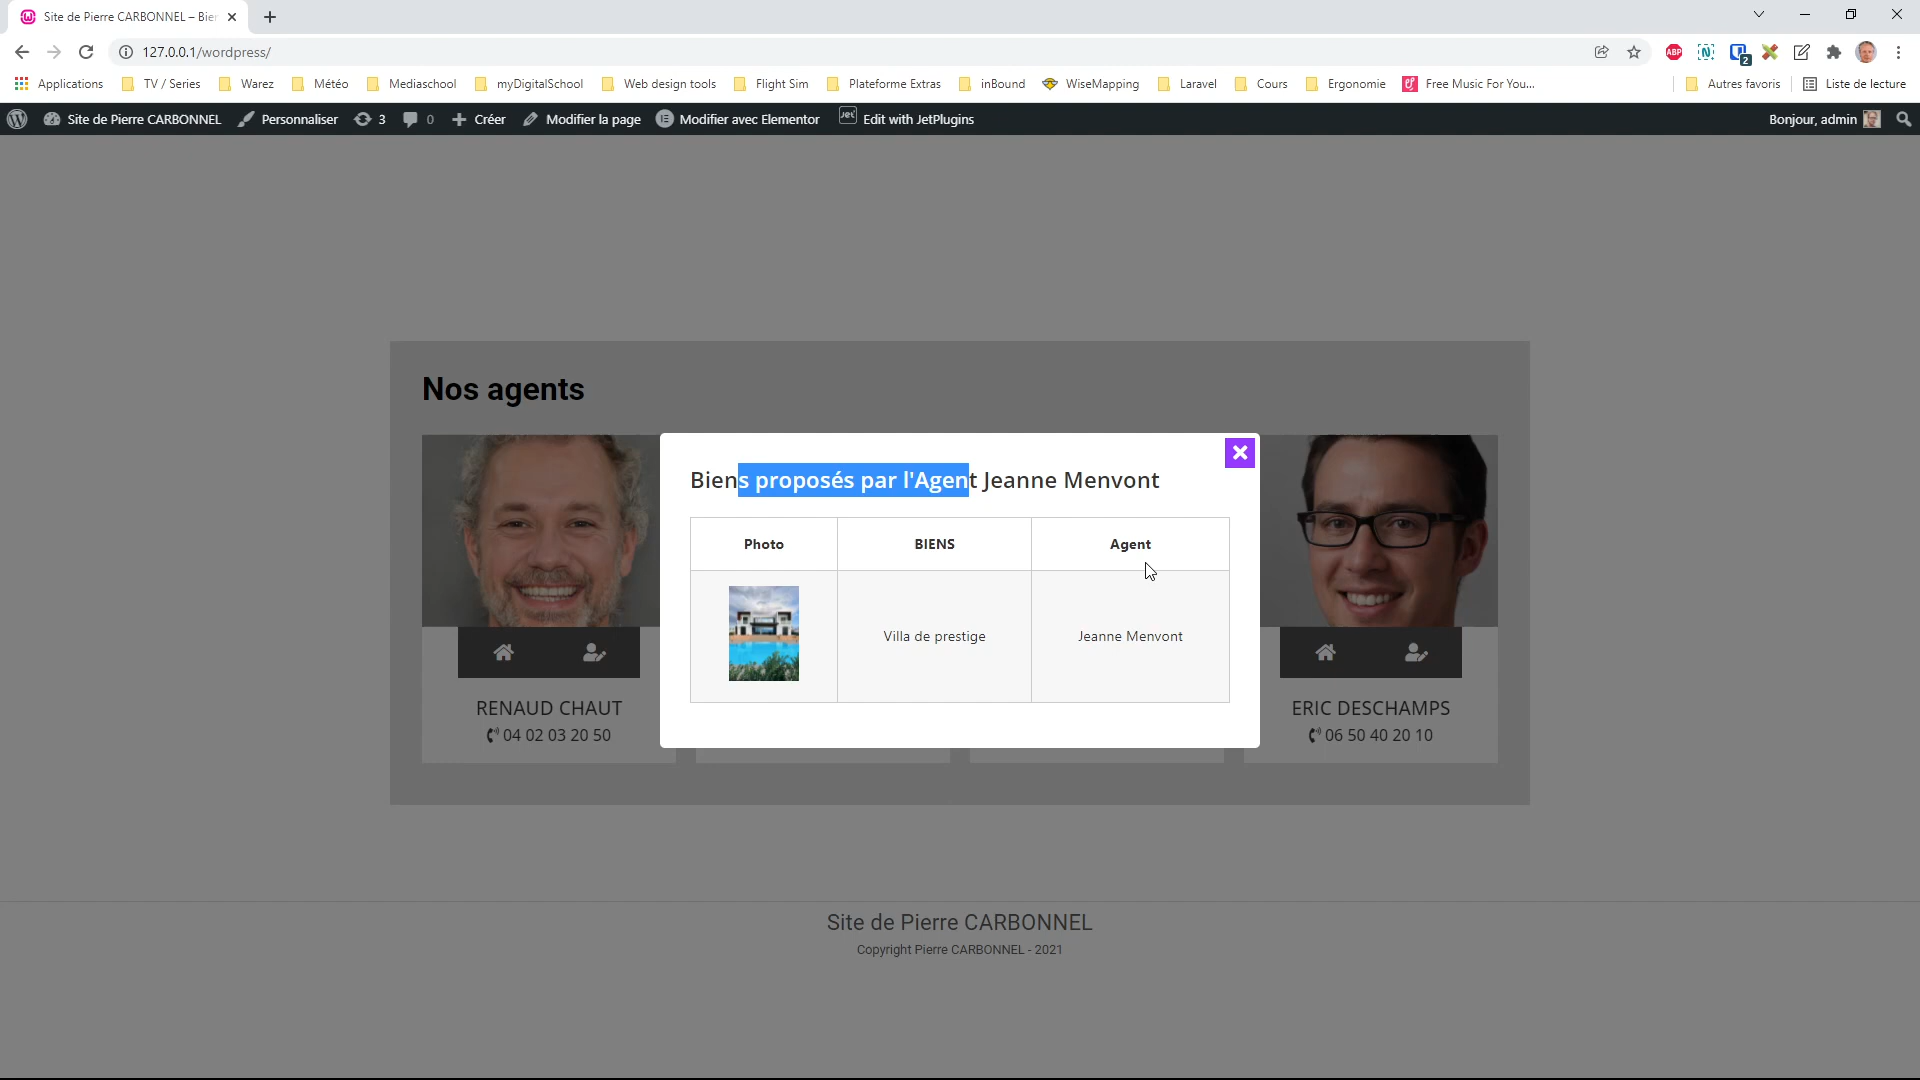 Site de Pierre CARBONNEL – Bien
127.0.0.1/wordpress/
ABP
N
2
Applications TV / Series Warez Météo Mediaschool myDigitalSchool Web design tools Flight Sim Plateforme Extras inBound WiseMapping Laravel Cours Ergonomie Free Music For You... Autres favoris Liste de lecture
Site de Pierre CARBONNEL Personnaliser 3 0 Créer Modifier la page Modifier avec Elementor Jet Edit with JetPlugins Bonjour, admin
Nos agents
Biens proposés par l'Agent Jeanne Menvont
Photo BIENS Agent
Villa de prestige Jeanne Menvont
RENAUD CHAUT
04 02 03 20 50
ERIC DESCHAMPS
06 50 40 20 10
Site de Pierre CARBONNEL
Copyright Pierre CARBONNEL - 2021